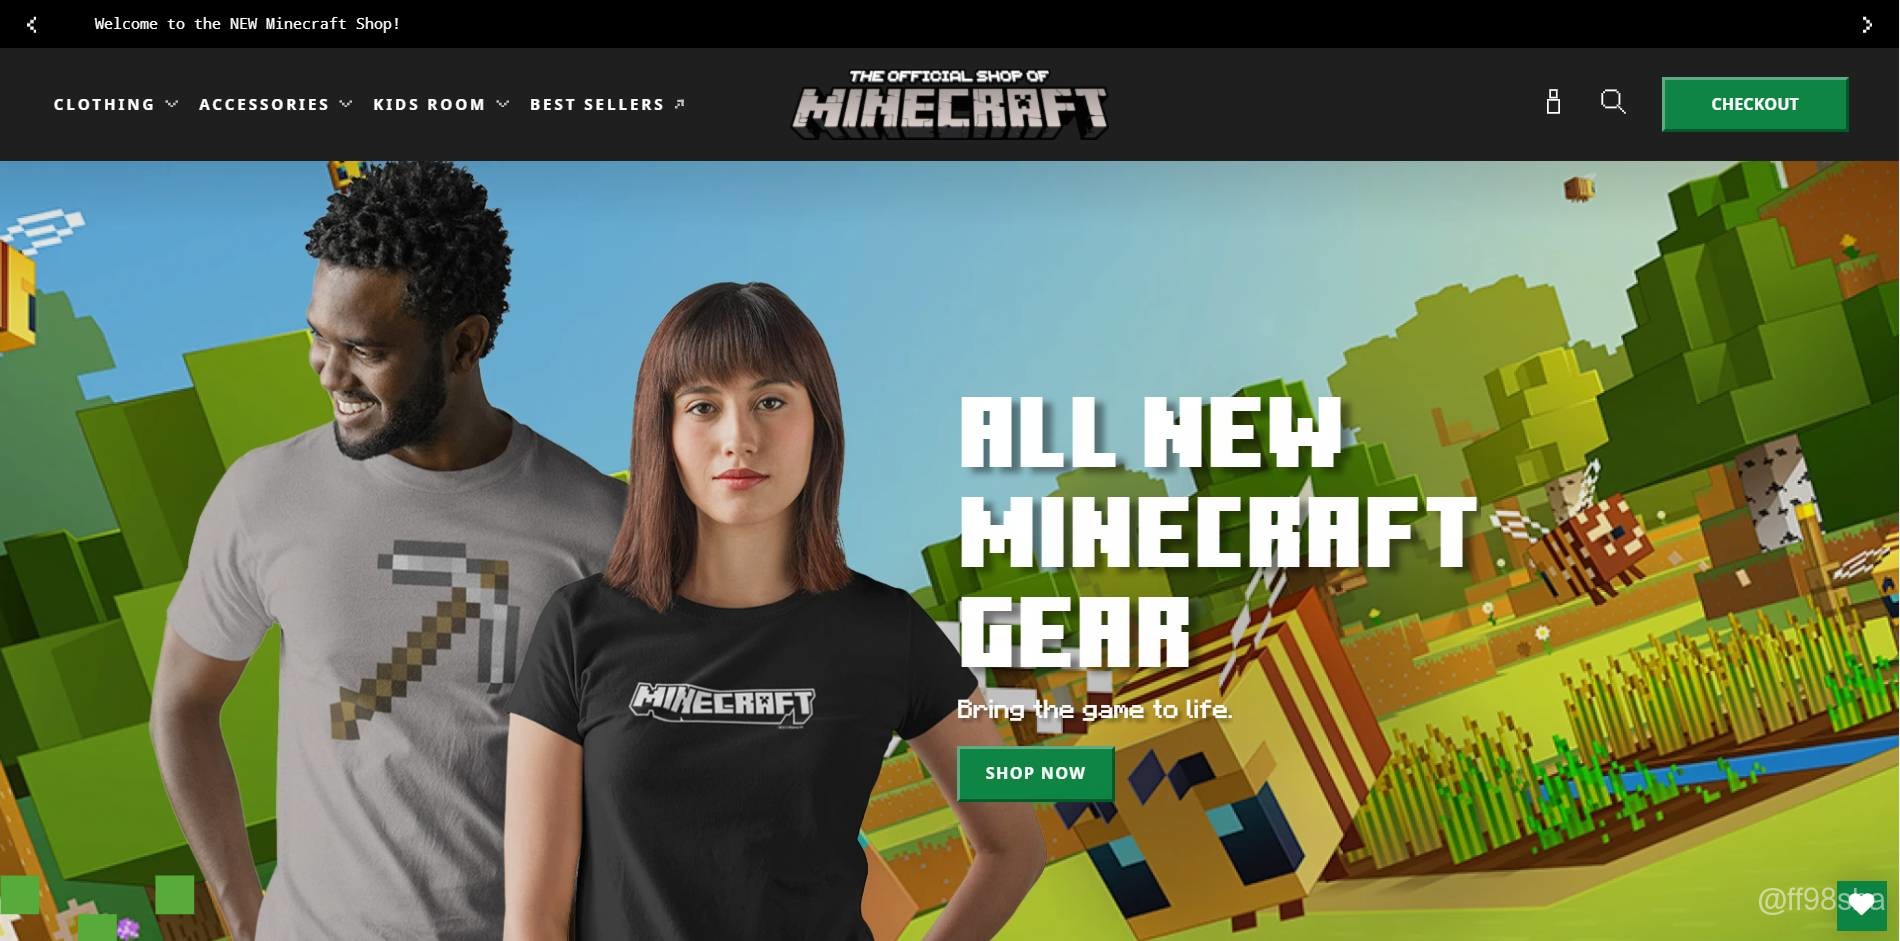 Welcome to the NEW Minecraft Shop!
CLOTHING ACCESSORIES KIDS ROOM BEST SELLERS
THE OFFICIAL SHOP OF
MINECRAFT
CHECKOUT
ALL NEW
MINECRAFT
GEAR
MINECRAFT
Bring the game to life.
SHOP NOW